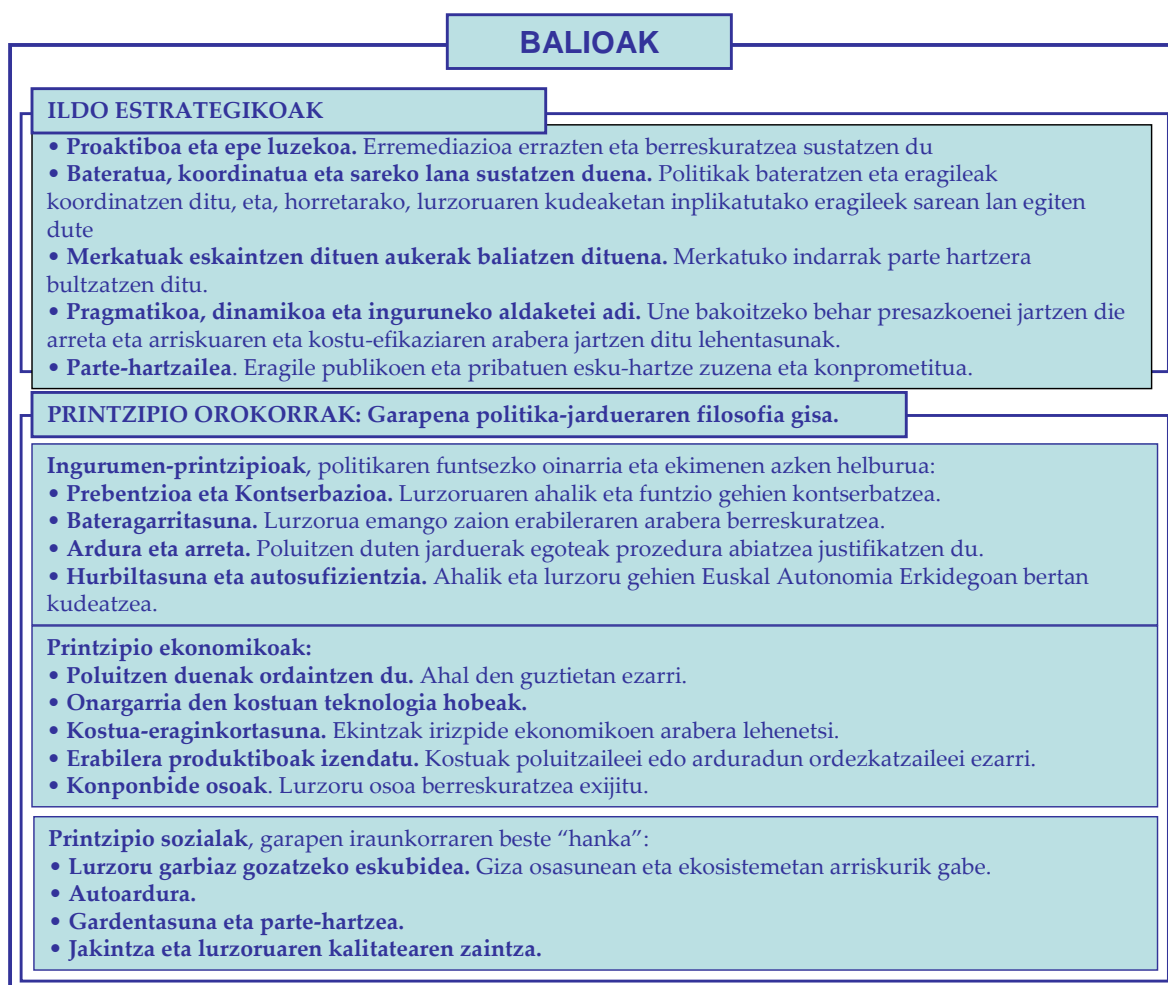 BALIOAK
ILDO ESTRATEGIKOAK
• Proaktiboa eta epe luzekoa. Erremediazioa errazten eta berreskuratzea sustatzen du
• Bateratua, koordinatua eta sareko lana sustatzen duena. Politikak bateratzen eta eragileak
koordinatzen ditu, eta, horretarako, lurzoruaren kudeaketan inplikatutako eragileek sarean lan egiten
dute
• Merkatuak eskaintzen dituen aukerak baliatzen dituena. Merkatuko indarrak parte hartzera
bultzatzen ditu.
• Pragmatikoa, dinamikoa eta inguruneko aldaketei adi. Une bakoitzeko behar presazkoenei jartzen die
arreta eta arriskuaren eta kostu-efikaziaren arabera jartzen ditu lehentasunak.
• Parte-hartzailea. Eragile publikoen eta pribatuen esku-hartze zuzena eta konprometitua.
PRINTZIPIO OROKORRAK: Garapena politika-jardueraren filosofia gisa.
Ingurumen-printzipioak, politikaren funtsezko oinarria eta ekimenen azken helburua:
• Prebentzioa eta Kontserbazioa. Lurzoruaren ahalik eta funtzio gehien kontserbatzea.
• Bateragarritasuna. Lurzorua emango zaion erabileraren arabera berreskuratzea.
• Ardura eta arreta. Poluitzen duten jarduerak egoteak prozedura abiatzea justifikatzen du.
• Hurbiltasuna eta autosufizientzia. Ahalik eta lurzoru gehien Euskal Autonomia Erkidegoan bertan
kudeatzea.
Printzipio ekonomikoak:
• Poluitzen duenak ordaintzen du. Ahal den guztietan ezarri.
• Onargarria den kostuan teknologia hobeak.
• Kostua-eraginkortasuna. Ekintzak irizpide ekonomikoen arabera lehenetsi.
• Erabilera produktiboak izendatu. Kostuak poluitzaileei edo arduradun ordezkatzaileei ezarri.
• Konponbide osoak. Lurzoru osoa berreskuratzea exijitu.
Printzipio sozialak, garapen iraunkorraren beste “hanka”:
• Lurzoru garbiaz gozatzeko eskubidea. Giza osasunean eta ekosistemetan arriskurik gabe.
• Autoardura.
• Gardentasuna eta parte-hartzea.
• Jakintza eta lurzoruaren kalitatearen zaintza.